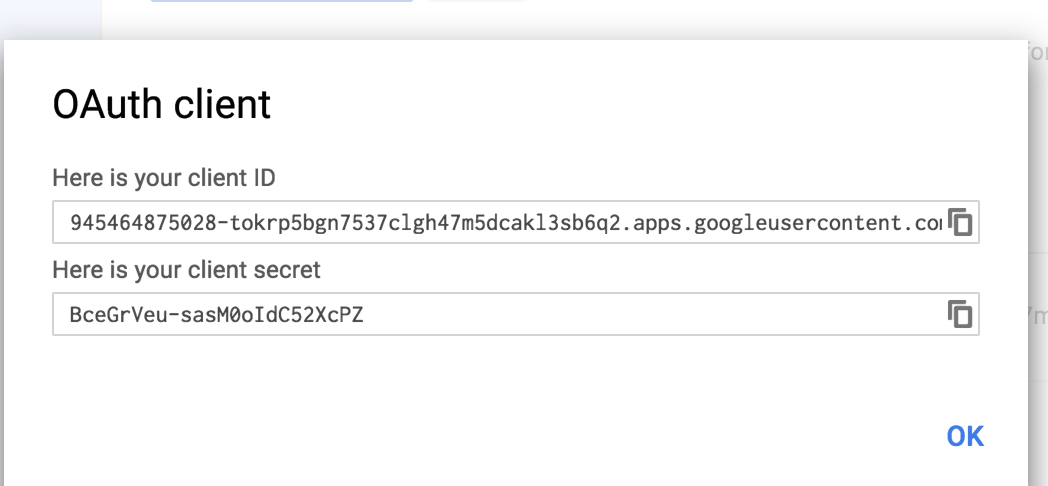 OAuth client
Here is your client ID
945464875028-tokrp5bgn7537clgh47m5dcakl3sb6q2.apps.googleusercontent.co
Here is your client secret
BceGrVeu-sasM0oIdC52XcPZ
OK